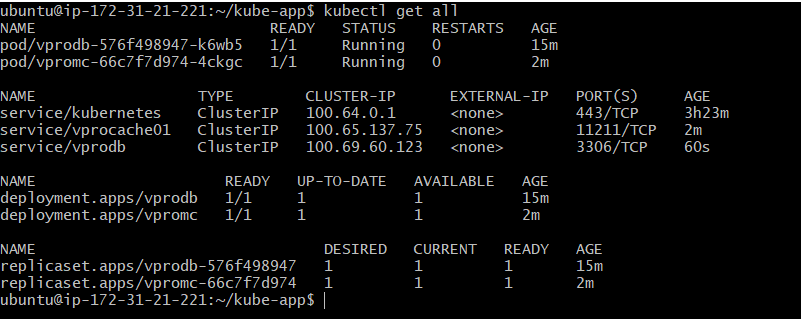 ubuntu@ip-172-31-21-221:~/kube-app$ kubectl get all
NAME READY STATUS RESTARTS AGE
pod/vprodb-576f498947-k6wb5 1/1 Running 0 15m
pod/vpromc-66c7f7d974-4ckgc 1/1 Running 0 2m
NAME TYPE CLUSTER-IP EXTERNAL-IP PORT(S) AGE
service/kubernetes ClusterIP 100.64.0.1 <none> 443/TCP 3h23m
service/vprocache01 ClusterIP 100.65.137.75 <none> 11211/TCP 2m
service/vprodb ClusterIP 100.69.60.123 <none> 3306/TCP 60s
NAME READY UP-TO-DATE AVAILABLE AGE
deployment.apps/vprodb 1/1 1 1 15m
deployment.apps/vpromc 1/1 1 1 2m
NAME DESIRED CURRENT READY AGE
replicaset.apps/vprodb-576f498947 1 1 1 15m
replicaset.apps/vpromc-66c7f7d974 1 1 1 2m
ubuntu@ip-172-31-21-221:~/kube-app$